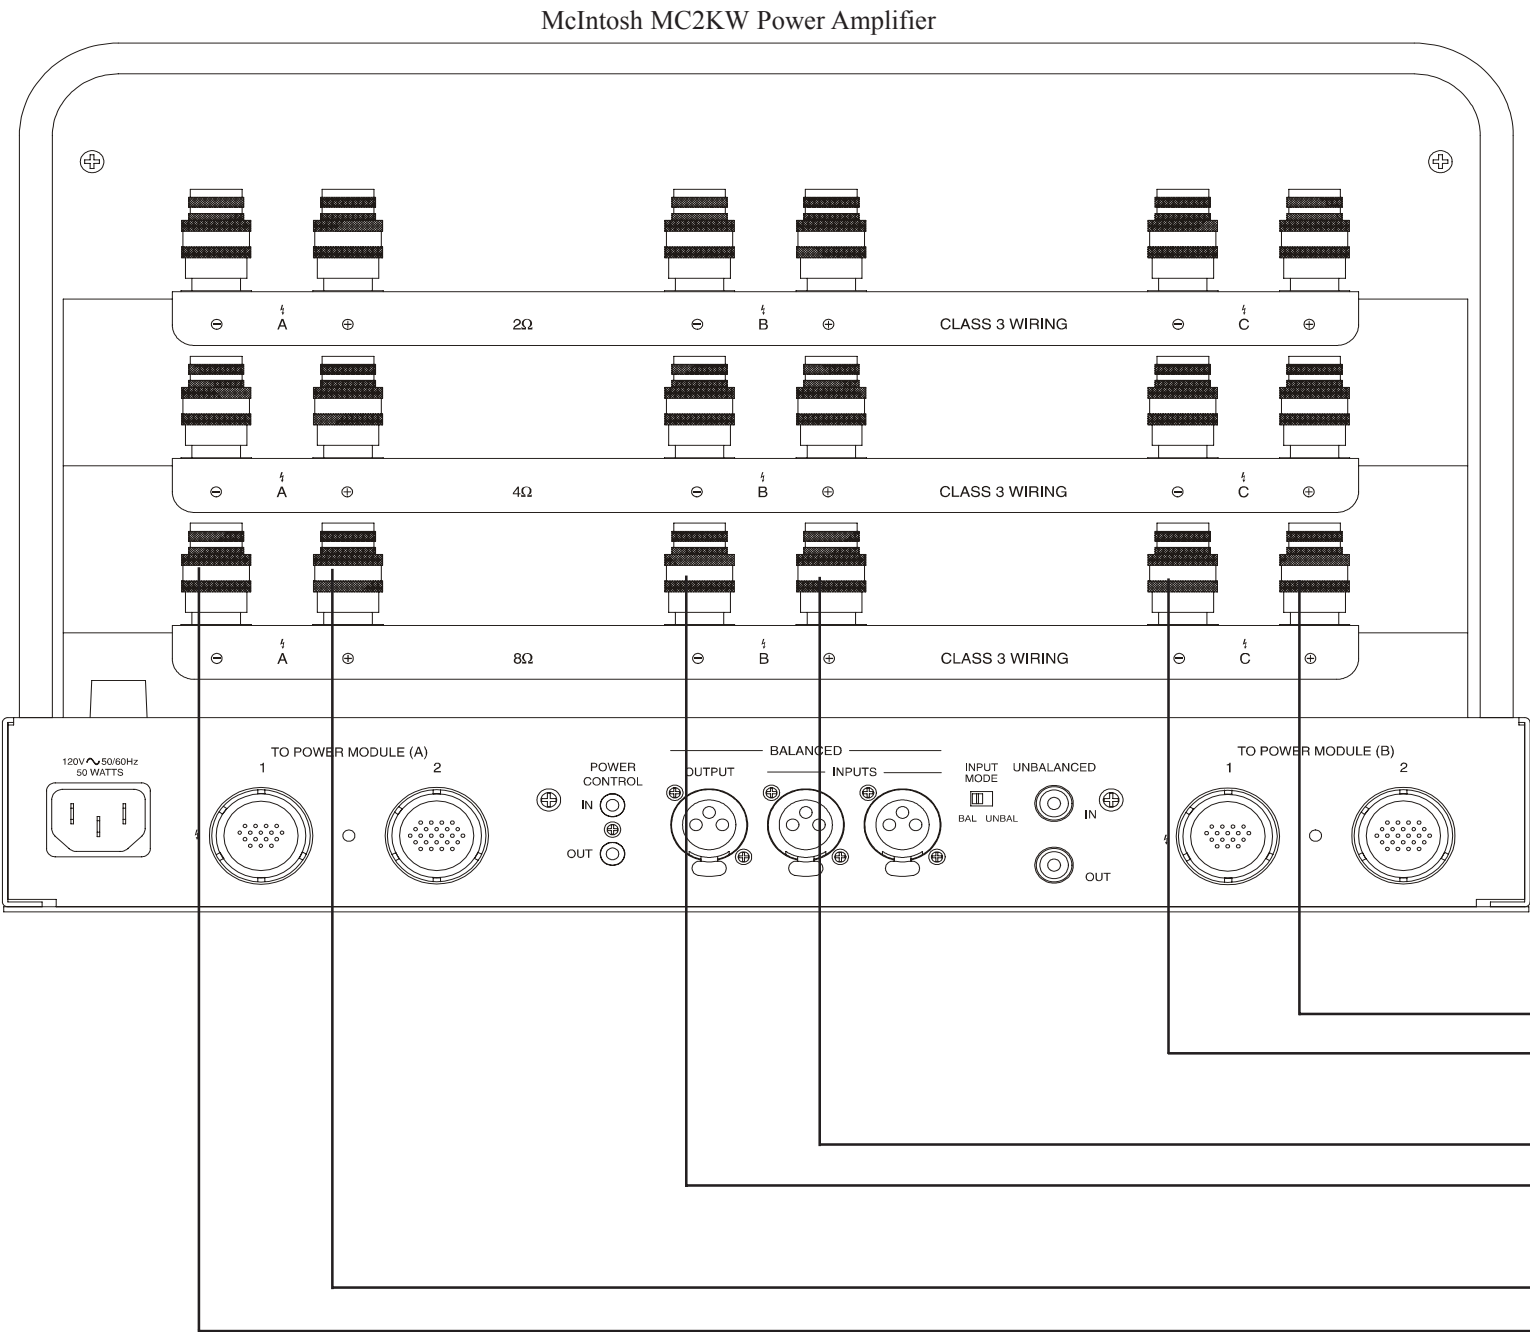 McIntosh MC2KW Power Amplifier
⊖ A ⊕ 2Ω ⊖ B ⊕ CLASS 3 WIRING ⊖ C ⊕
⊖ A ⊕ 4Ω ⊖ B ⊕ CLASS 3 WIRING ⊖ C ⊕
⊖ A ⊕ 8Ω ⊖ B ⊕ CLASS 3 WIRING ⊖ C ⊕
120V ~ 50/60Hz
50 WATTS
TO POWER MODULE (A)
1 2
POWER
CONTROL
IN
OUT
BALANCED
OUTPUT INPUTS
INPUT
MODE
BAL UNBAL
UNBALANCED
IN
OUT
TO POWER MODULE (B)
1 2